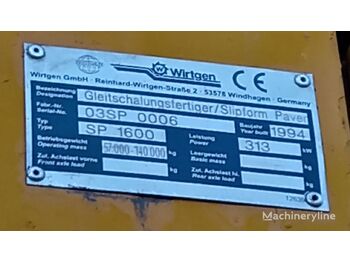 Wirtgen
CE
Wirtgen GmbH · Reinhard-Wirtgen-Straße 2 · 53578 Windhagen · Germany
Bezeichnung
Designation
Gleitschalungsfertiger/Slipform Paver
Fabr.-Nr.
Serial-No.
03SP 0006
Baujahr
Year built
1994
Typ
Type
SP 1600
Leistung
Power
313 kW
Betriebsgewicht
Operating mass
57.000-140.000 kg
Leergewicht
Basic mass
kg
Zul. Achslast vorne
Front axle load
kg
Zul. Achslast hi.
Rear axle load
kg
Machineryline